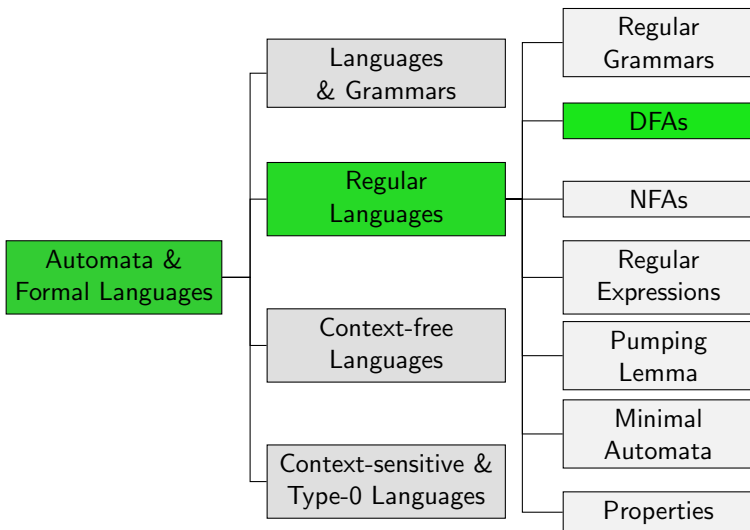 Automata &
Formal Languages
Languages
& Grammars
Regular
Languages
Context-free
Languages
Context-sensitive &
Type-0 Languages
Regular
Grammars
DFAs
NFAs
Regular
Expressions
Pumping
Lemma
Minimal
Automata
Properties